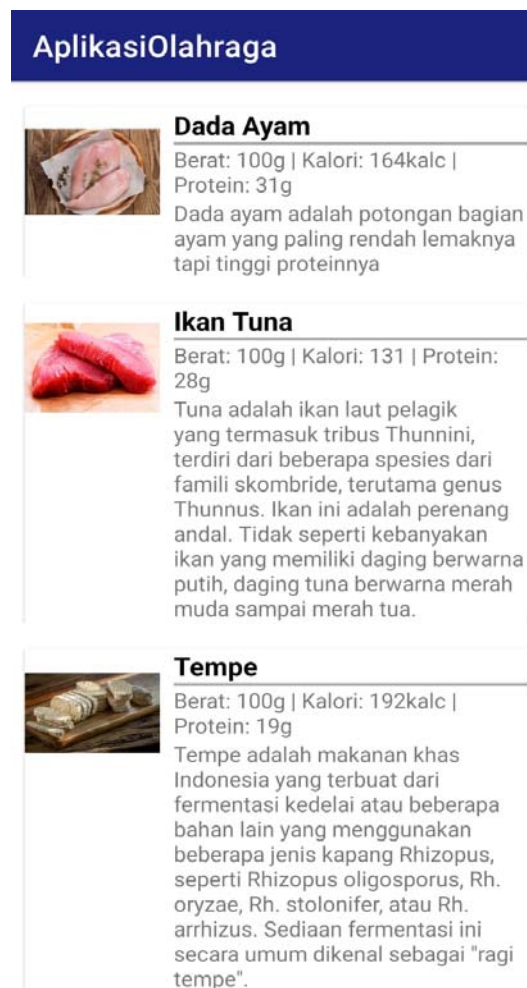 AplikasiOlahraga
Dada Ayam
Berat: 100g | Kalori: 164kalc |
Protein: 31g
Dada ayam adalah potongan bagian
ayam yang paling rendah lemaknya
tapi tinggi proteinnya
Ikan Tuna
Berat: 100g | Kalori: 131 | Protein:
28g
Tuna adalah ikan laut pelagik
yang termasuk tribus Thunnini,
terdiri dari beberapa spesies dari
famili skombride, terutama genus
Thunnus. Ikan ini adalah perenang
andal. Tidak seperti kebanyakan
ikan yang memiliki daging berwarna
putih, daging tuna berwarna merah
muda sampai merah tua.
Tempe
Berat: 100g | Kalori: 192kalc |
Protein: 19g
Tempe adalah makanan khas
Indonesia yang terbuat dari
fermentasi kedelai atau beberapa
bahan lain yang menggunakan
beberapa jenis kapang Rhizopus,
seperti Rhizopus oligosporus, Rh.
oryzae, Rh. stolonifer, atau Rh.
arrhizus. Sediaan fermentasi ini
secara umum dikenal sebagai "ragi
tempe".